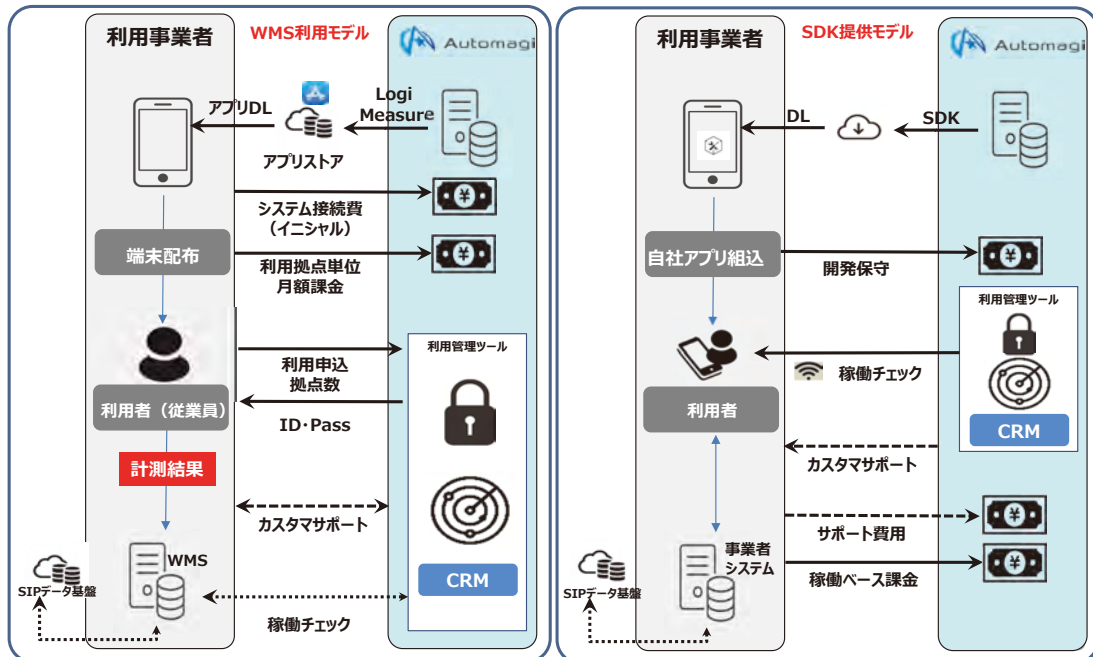 利用事業者
WMS利用モデル
Automagi
アプリDL
Logi
Measure
アプリストア
システム接続費
（イニシャル）
端末配布
利用拠点単位
月額課金
利用申込
拠点数
利用管理ツール
利用者（従業員）
ID・Pass
計測結果
カスタマサポート
WMS
CRM
SIPデータ基盤
稼働チェック
利用事業者
SDK提供モデル
Automagi
DL
SDK
自社アプリ組込
開発保守
利用管理ツール
稼働チェック
利用者
CRM
カスタマサポート
サポート費用
事業者
システム
稼働ベース課金
SIPデータ基盤